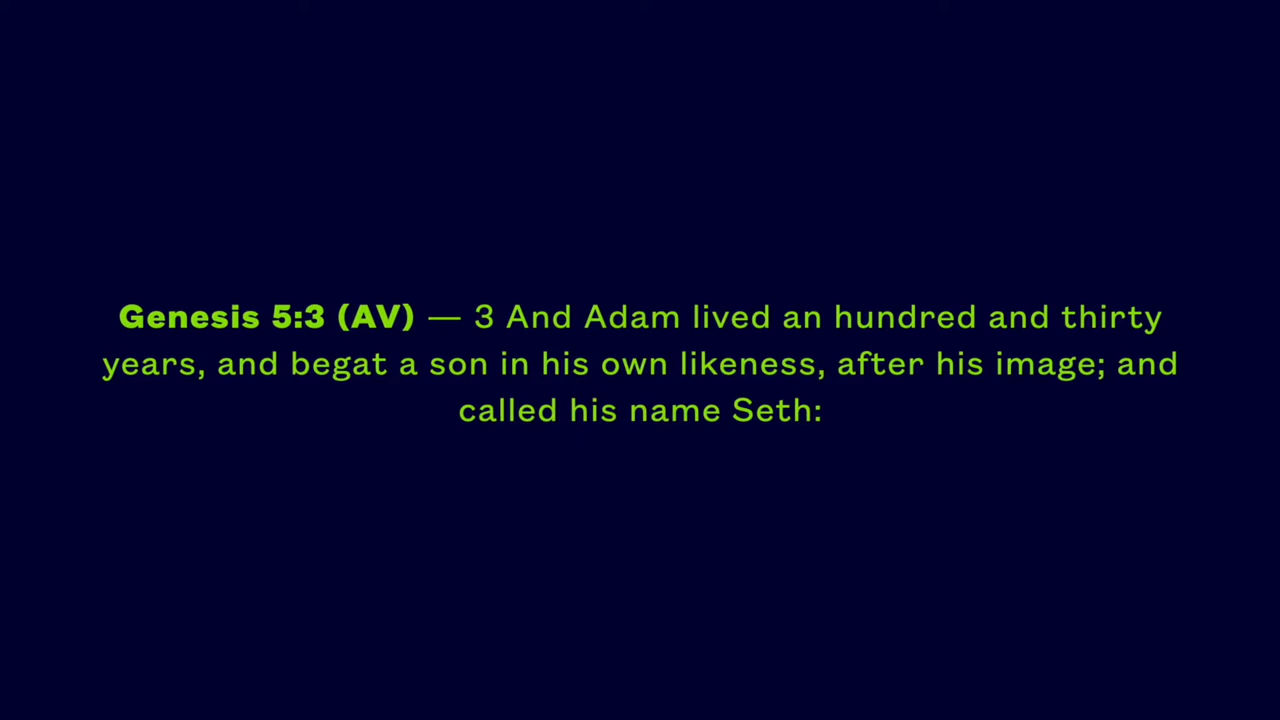 Genesis 5:3 (AV) — 3 And Adam lived an hundred and thirty
years, and begat a son in his own likeness, after his image; and
called his name Seth: